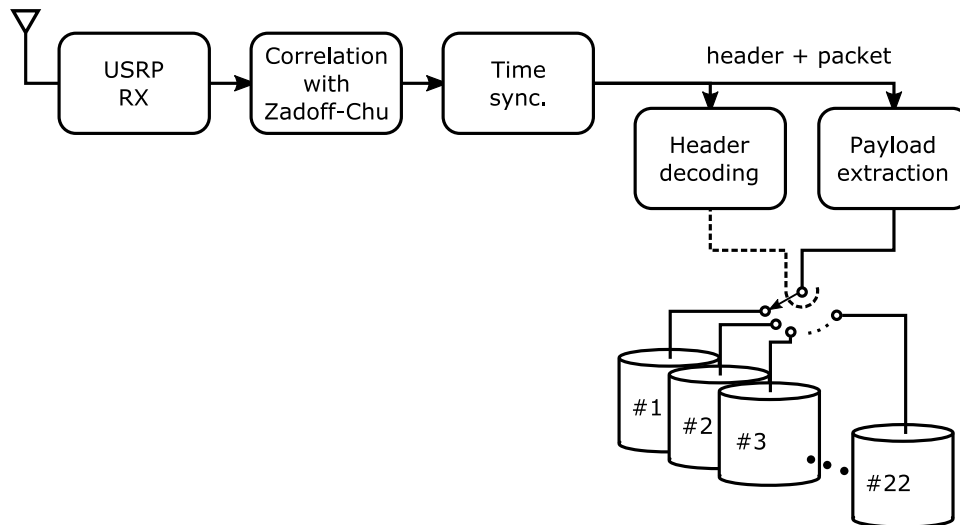 USRP
RX
Correlation
with
Zadoff-Chu
Time
sync.
header + packet
Header
decoding
Payload
extraction
#1
#2
#3
#22